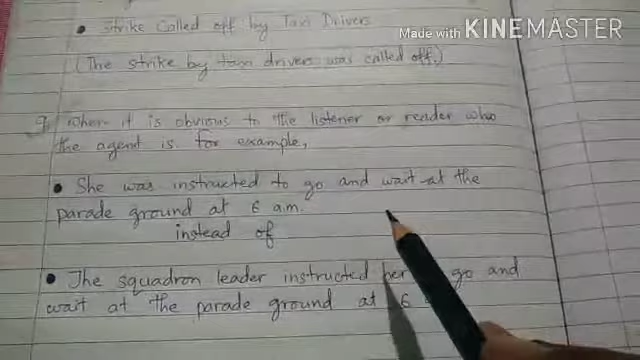 Made with KINEMASTER
• Strike Called off by Taxi Drivers
(The strike by taxi drivers was called off.)
9. When it is obvious to the listener or reader who
the agent is. For example,
• She was instructed to go and wait at the
parade ground at 6 a.m.
instead of
• The squadron leader instructed her go and
wait at the parade ground at 6